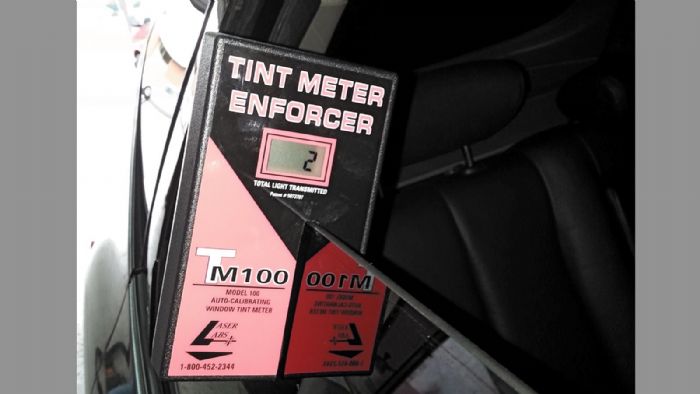 TINT METER
ENFORCER
2
TOTAL LIGHT TRANSMITTED
Patent #
TM100
MODEL 100
AUTO-CALIBRATING
WINDOW TINT METER
LASER
LABS
1-800-452-2344